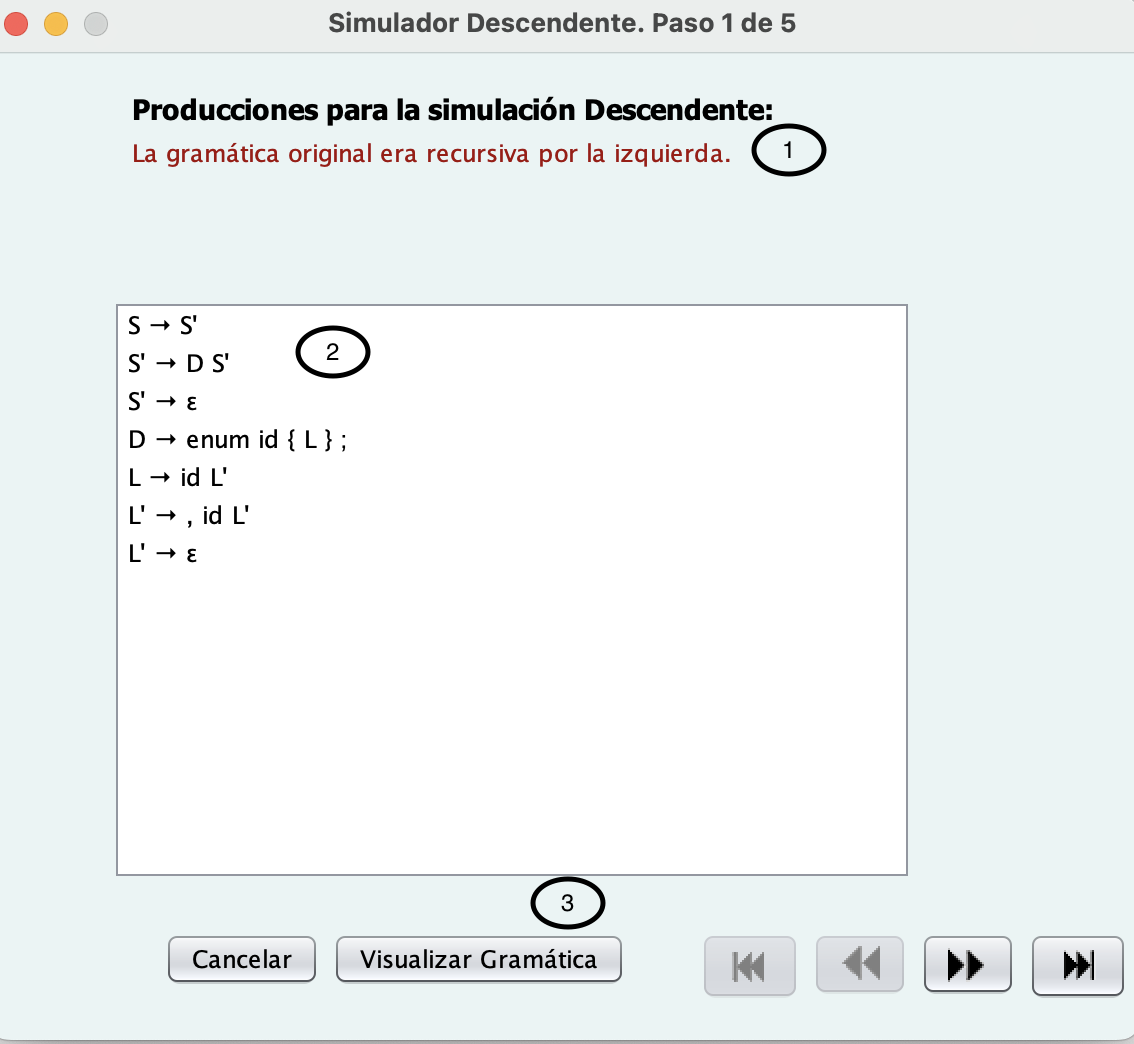 Simulador Descendente. Paso 1 de 5
Producciones para la simulación Descendente:
La gramática original era recursiva por la izquierda.
1
S → S'
2
S' → D S'
S' → ε
D → enum id { L } ;
L → id L'
L' → , id L'
L' → ε
3
Cancelar
Visualizar Gramática